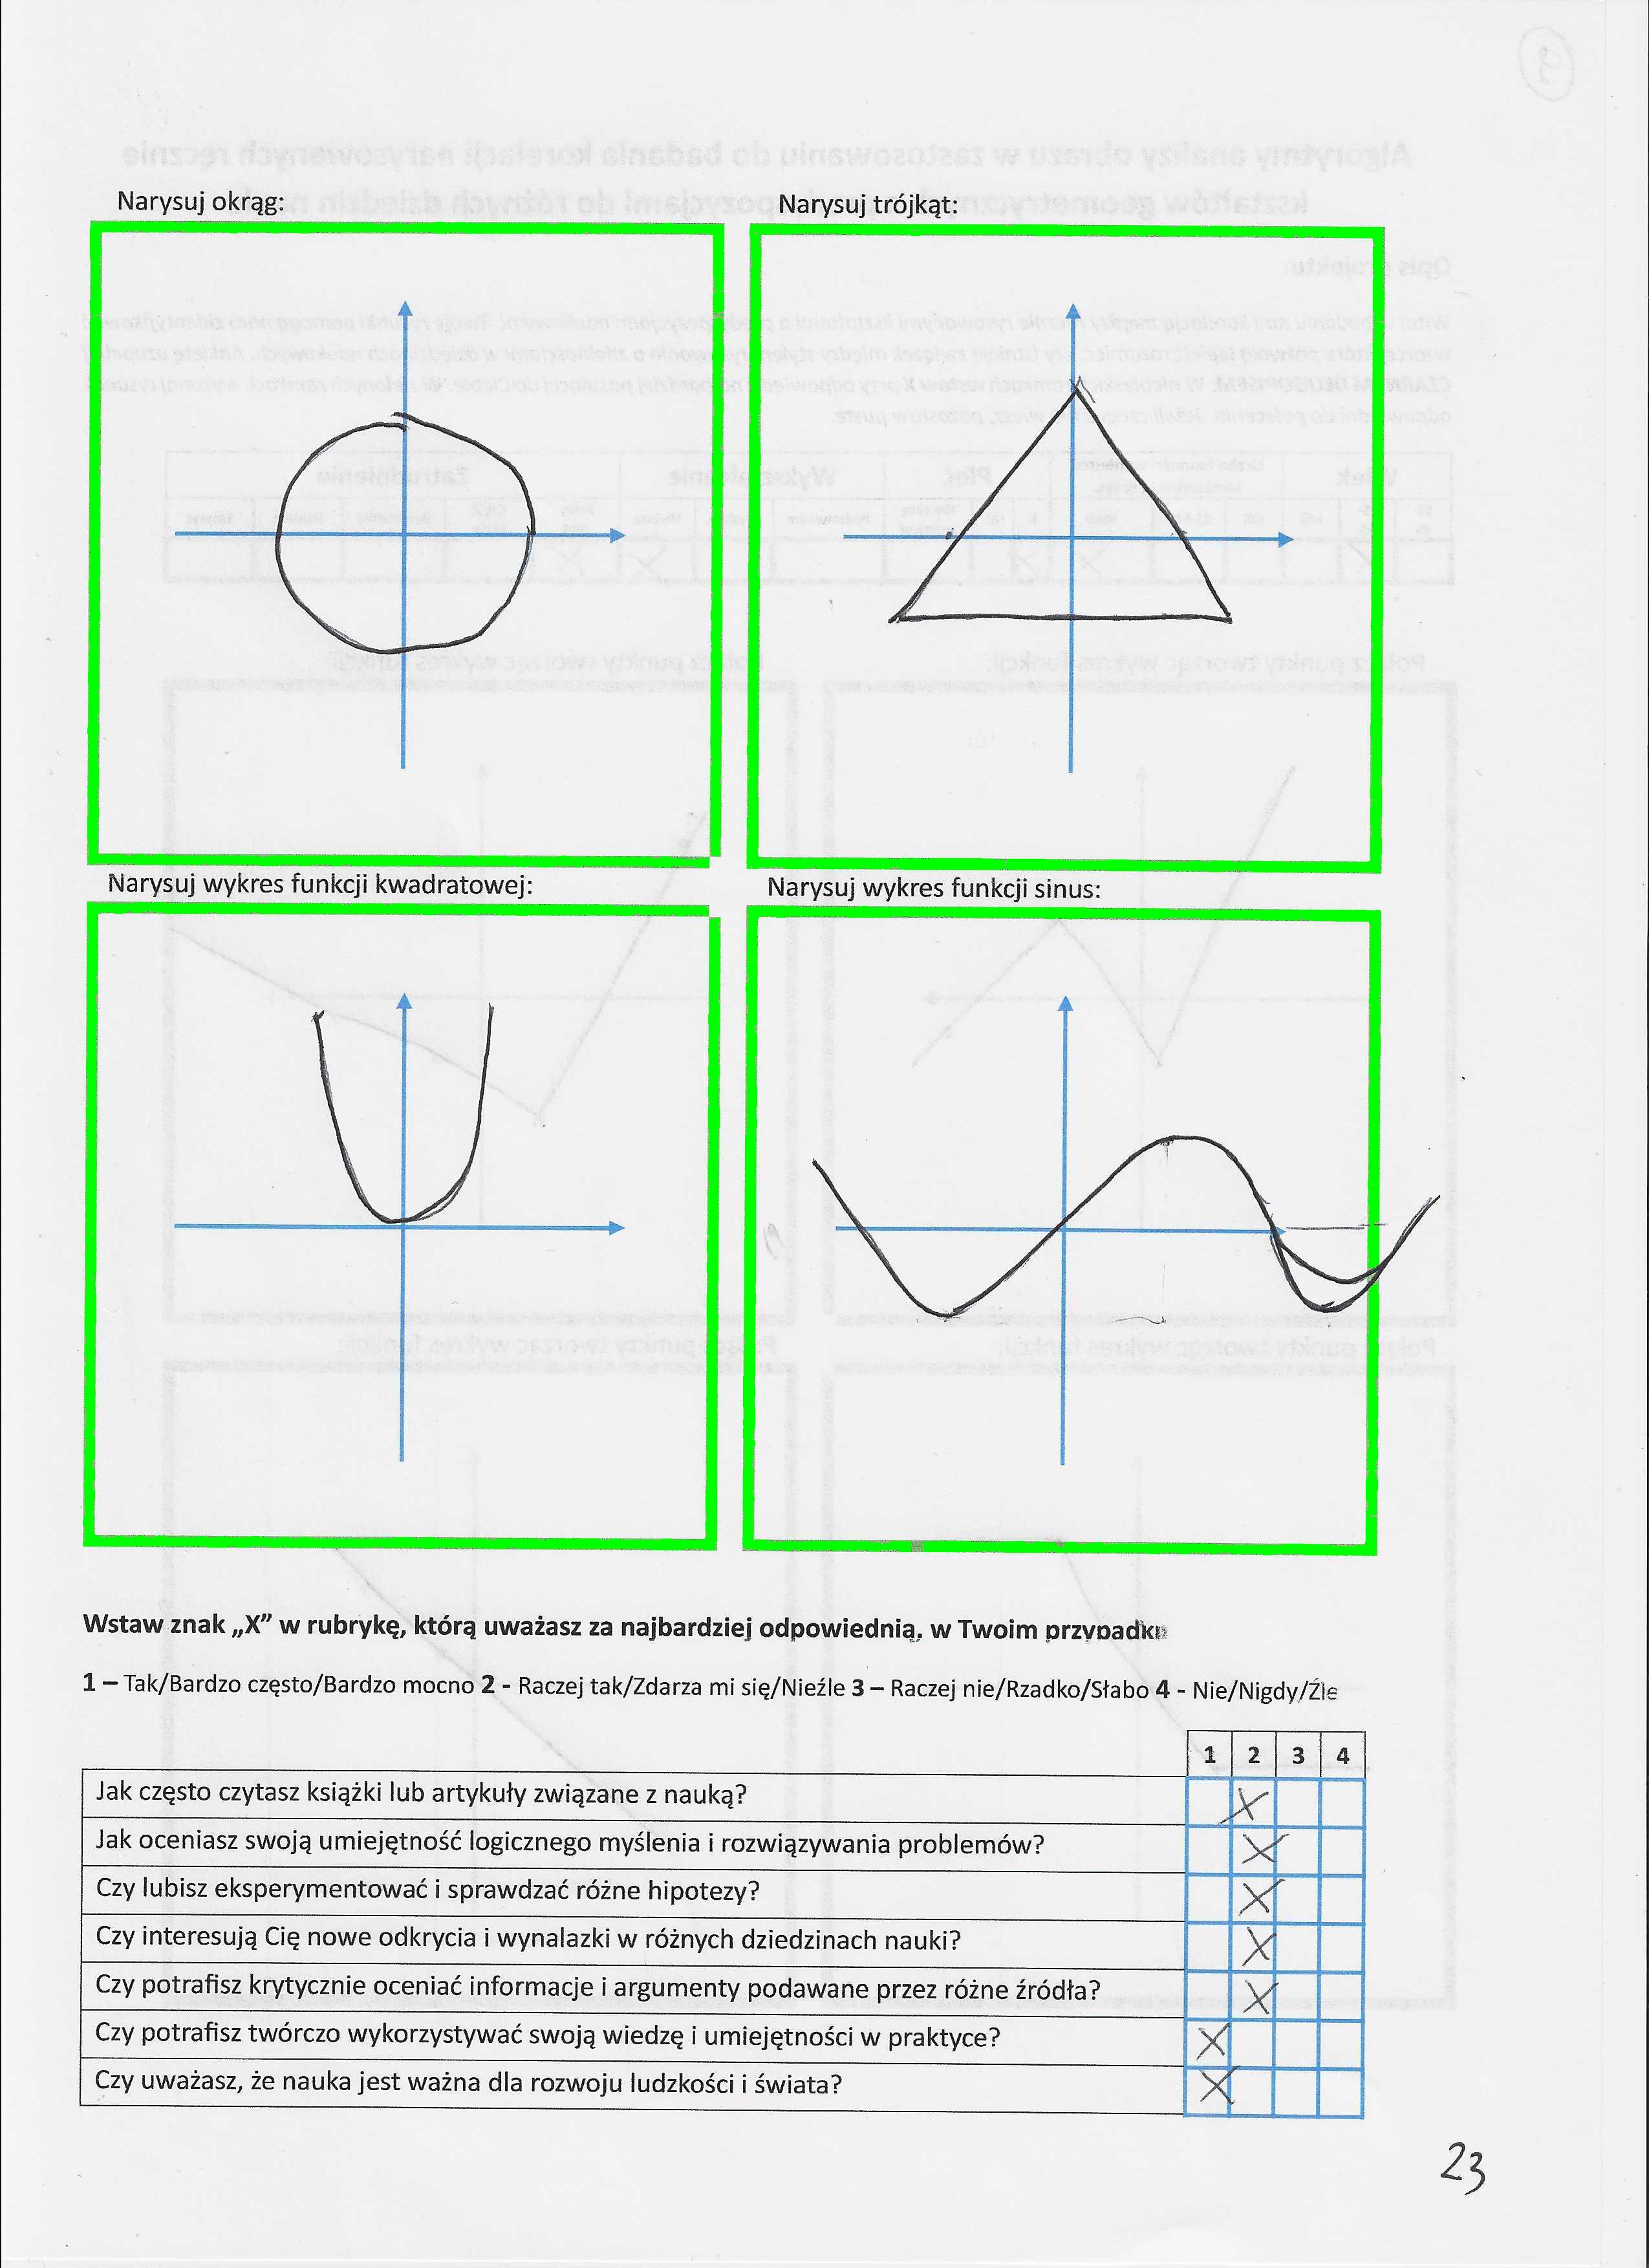 Narysuj okrąg:
Narysuj trójkąt:
Narysuj wykres funkcji kwadratowej:
Narysuj wykres funkcji sinus:
Wstaw znak „X” w rubrykę, którą uważasz za najbardziej odpowiednią, w Twoim przypadku
1 – Tak/Bardzo często/Bardzo mocno 2 - Raczej tak/Zdarza mi się/Nieźle 3 – Raczej nie/Rzadko/Słabo 4 - Nie/Nigdy/Źle
1 2 3 4
Jak często czytasz książki lub artykuły związane z nauką? X
Jak oceniasz swoją umiejętność logicznego myślenia i rozwiązywania problemów? X
Czy lubisz eksperymentować i sprawdzać różne hipotezy? X
Czy interesują Cię nowe odkrycia i wynalazki w różnych dziedzinach nauki? X
Czy potrafisz krytycznie oceniać informacje i argumenty podawane przez różne źródła? X
Czy potrafisz twórczo wykorzystywać swoją wiedzę i umiejętności w praktyce? X
Czy uważasz, że nauka jest ważna dla rozwoju ludzkości i świata? X
23